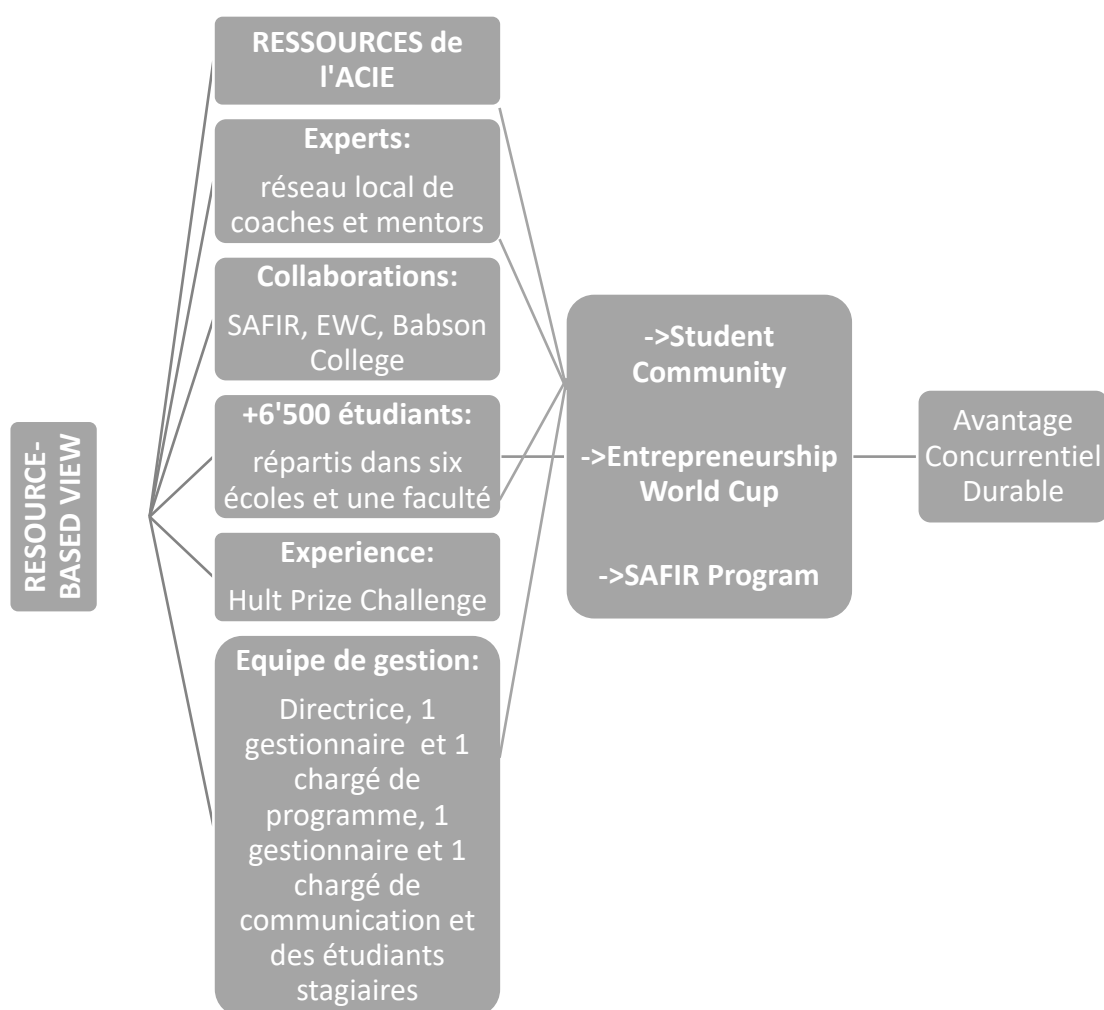 RESOURCE-
BASED VIEW
RESSOURCES de
l'ACIE
Experts:
réseau local de
coaches et mentors
Collaborations:
SAFIR, EWC, Babson
College
+6'500 étudiants:
répartis dans six
écoles et une faculté
Experience:
Hult Prize Challenge
Equipe de gestion:
Directrice, 1
gestionnaire et 1
chargé de
programme, 1
gestionnaire et 1
chargé de
communication et
des étudiants
stagiaires
->Student
Community
->Entrepreneurship
World Cup
->SAFIR Program
Avantage
Concurrentiel
Durable